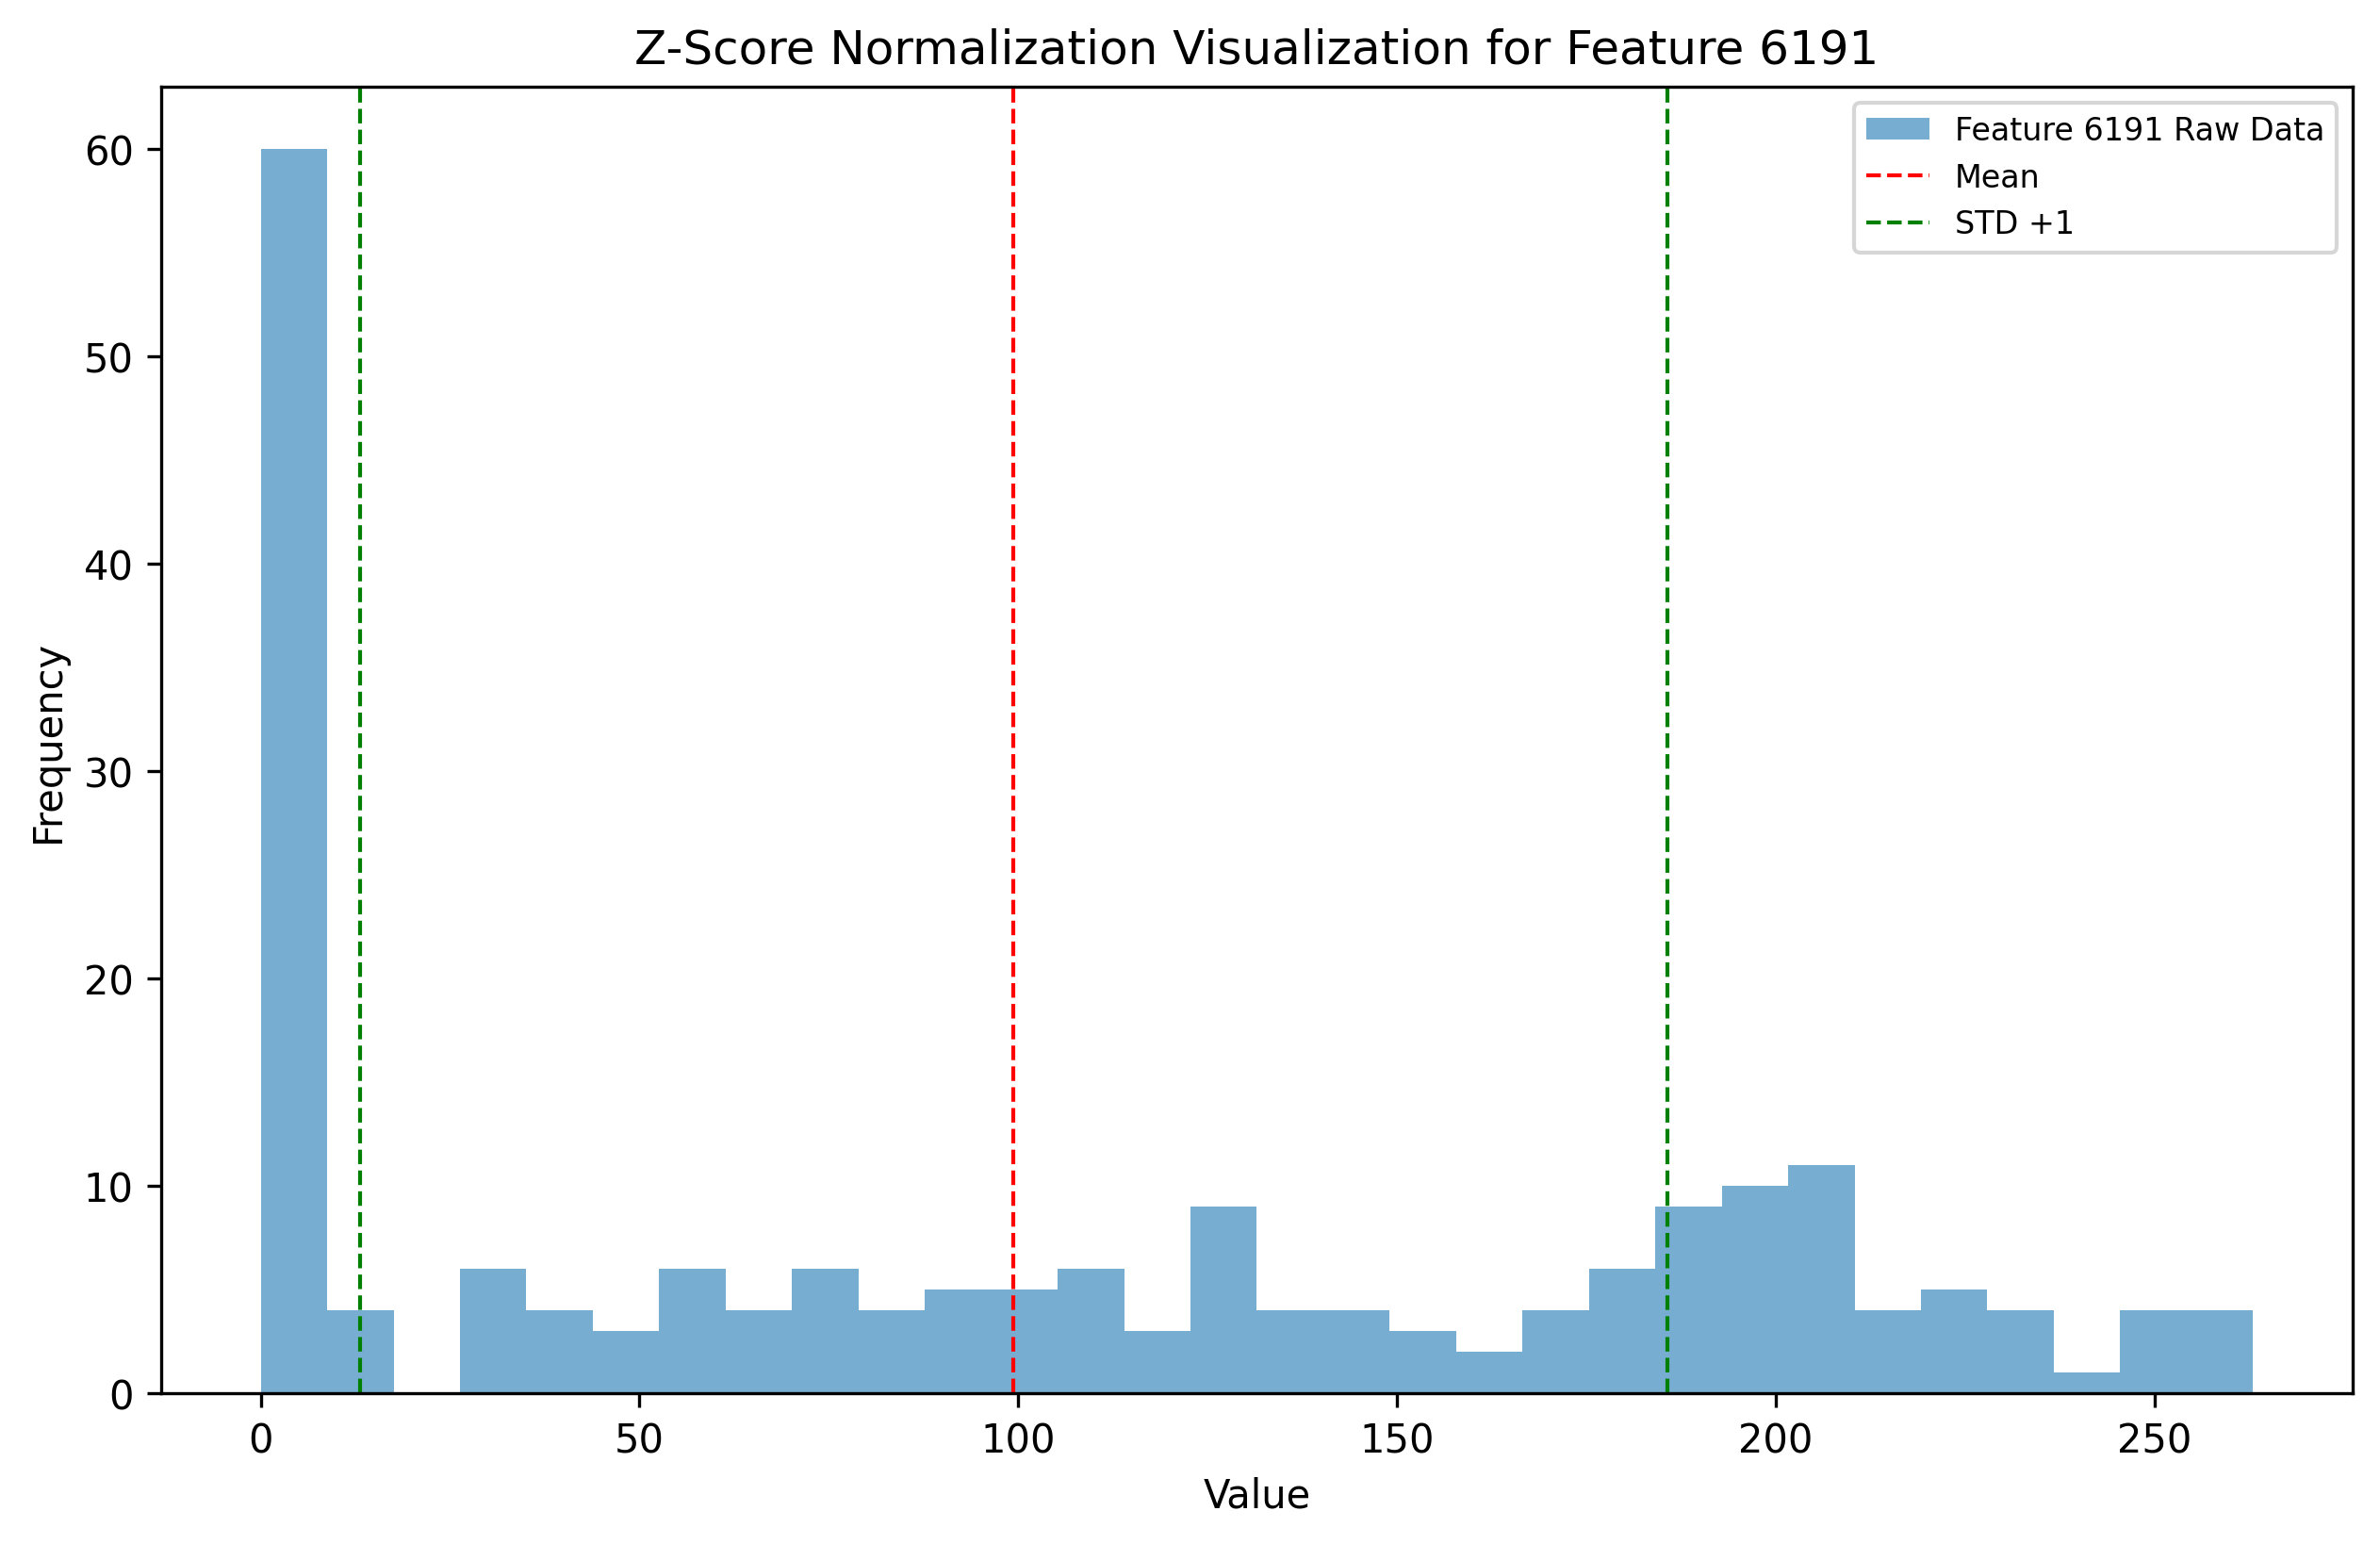 Z-Score Normalization Visualization for Feature 6191
Feature 6191 Raw Data
Mean
STD +1
60
50
40
30
20
10
0
Frequency
0 50 100 150 200 250
Value